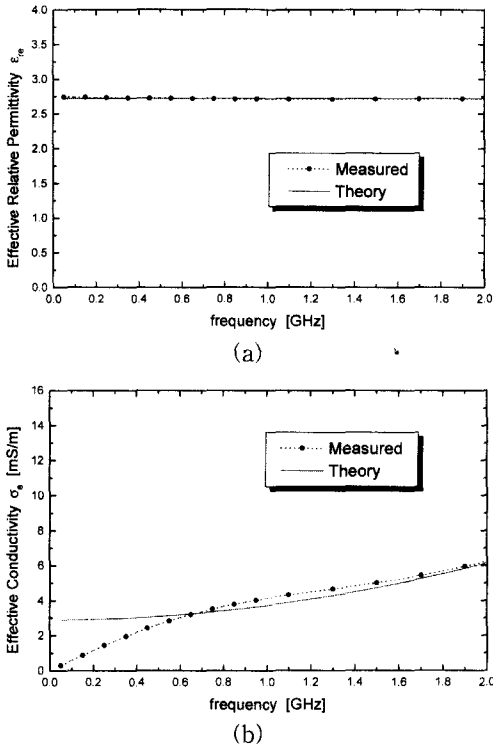 4.0
3.5
3.0
2.5
2.0
1.5
1.0
0.5
0.0
Effective Relative Permittivity ε_re
Measured
Theory
0.0 0.2 0.4 0.6 0.8 1.0 1.2 1.4 1.6 1.8 2.0
frequency [GHz]
(a)
16
14
12
10
8
6
4
2
0
Effective Conductivity σ_e [mS/m]
Measured
Theory
0.0 0.2 0.4 0.6 0.8 1.0 1.2 1.4 1.6 1.8 2.0
frequency [GHz]
(b)